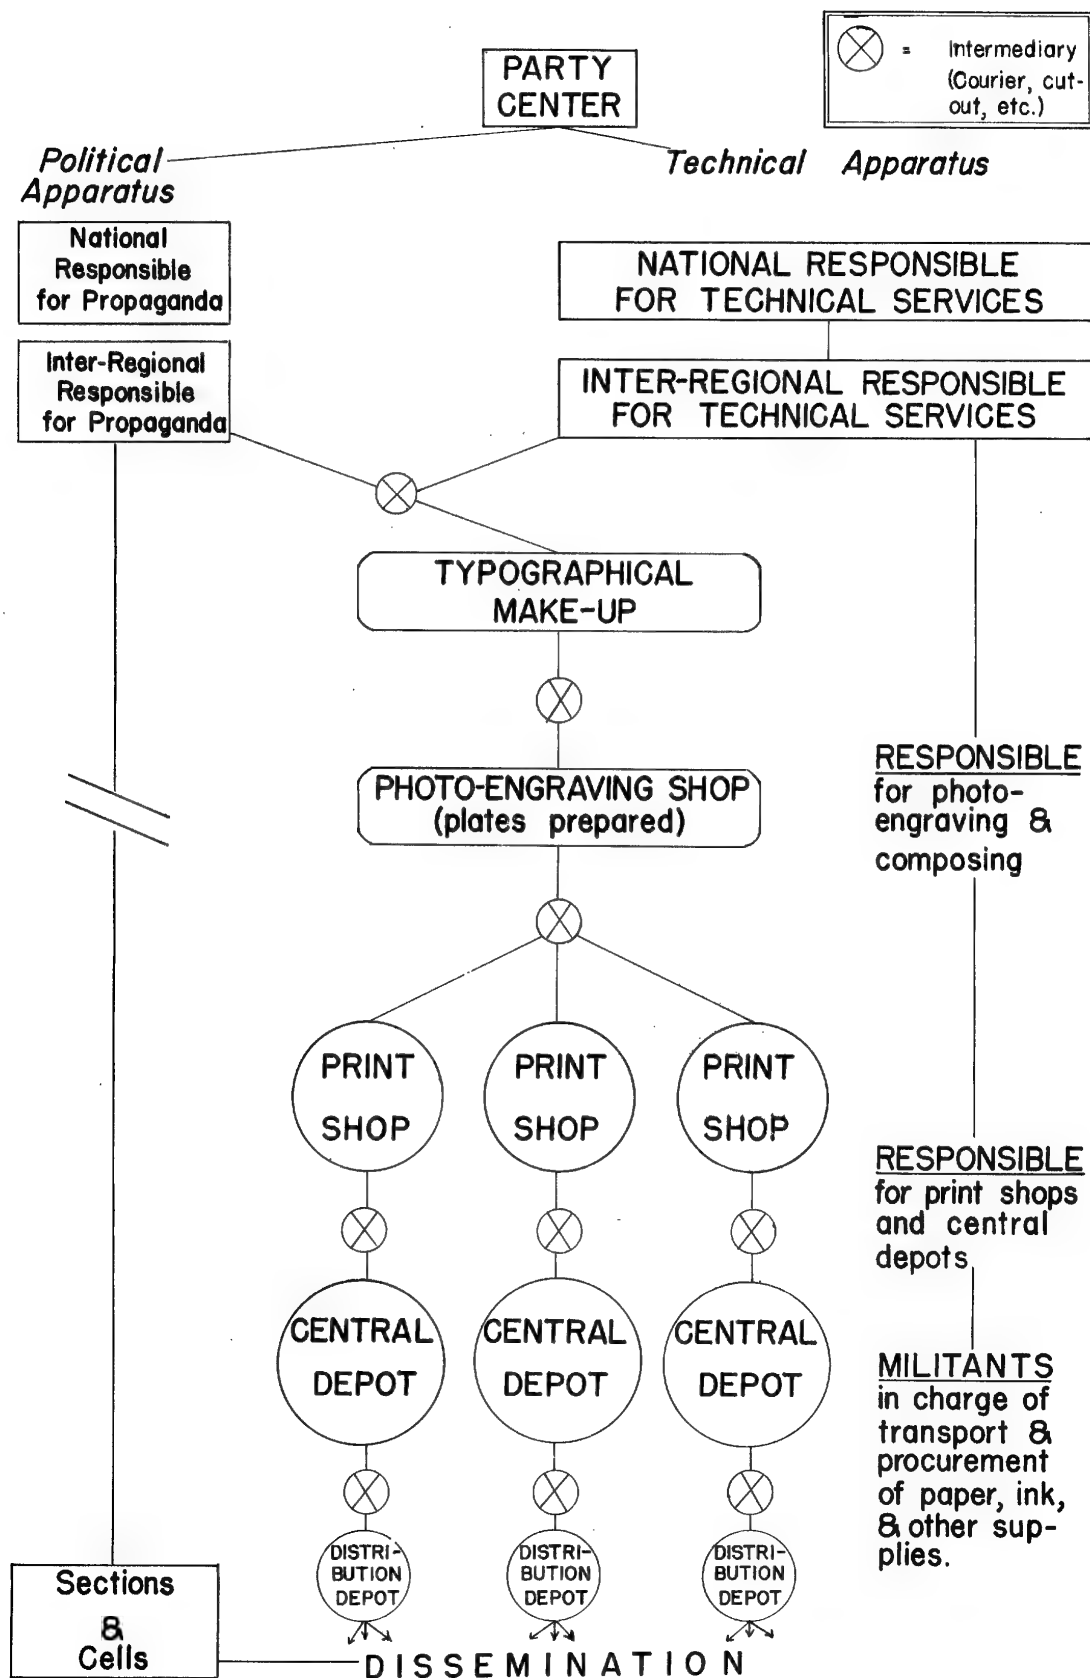 PARTY
CENTER
= Intermediary
(Courier, cut-
out, etc.)
Political
Apparatus
Technical Apparatus
National
Responsible
for Propaganda
NATIONAL RESPONSIBLE
FOR TECHNICAL SERVICES
Inter-Regional
Responsible
for Propaganda
INTER-REGIONAL RESPONSIBLE
FOR TECHNICAL SERVICES
TYPOGRAPHICAL
MAKE-UP
PHOTO-ENGRAVING SHOP
(plates prepared)
RESPONSIBLE
for photo-
engraving &
composing
PRINT
SHOP
PRINT
SHOP
PRINT
SHOP
RESPONSIBLE
for print shops
and central
depots
CENTRAL
DEPOT
CENTRAL
DEPOT
CENTRAL
DEPOT
MILITANTS
in charge of
transport &
procurement
of paper, ink,
& other sup-
plies.
DISTRI-
BUTION
DEPOT
DISTRI-
BUTION
DEPOT
DISTRI-
BUTION
DEPOT
Sections
&
Cells
DISSEMINATION